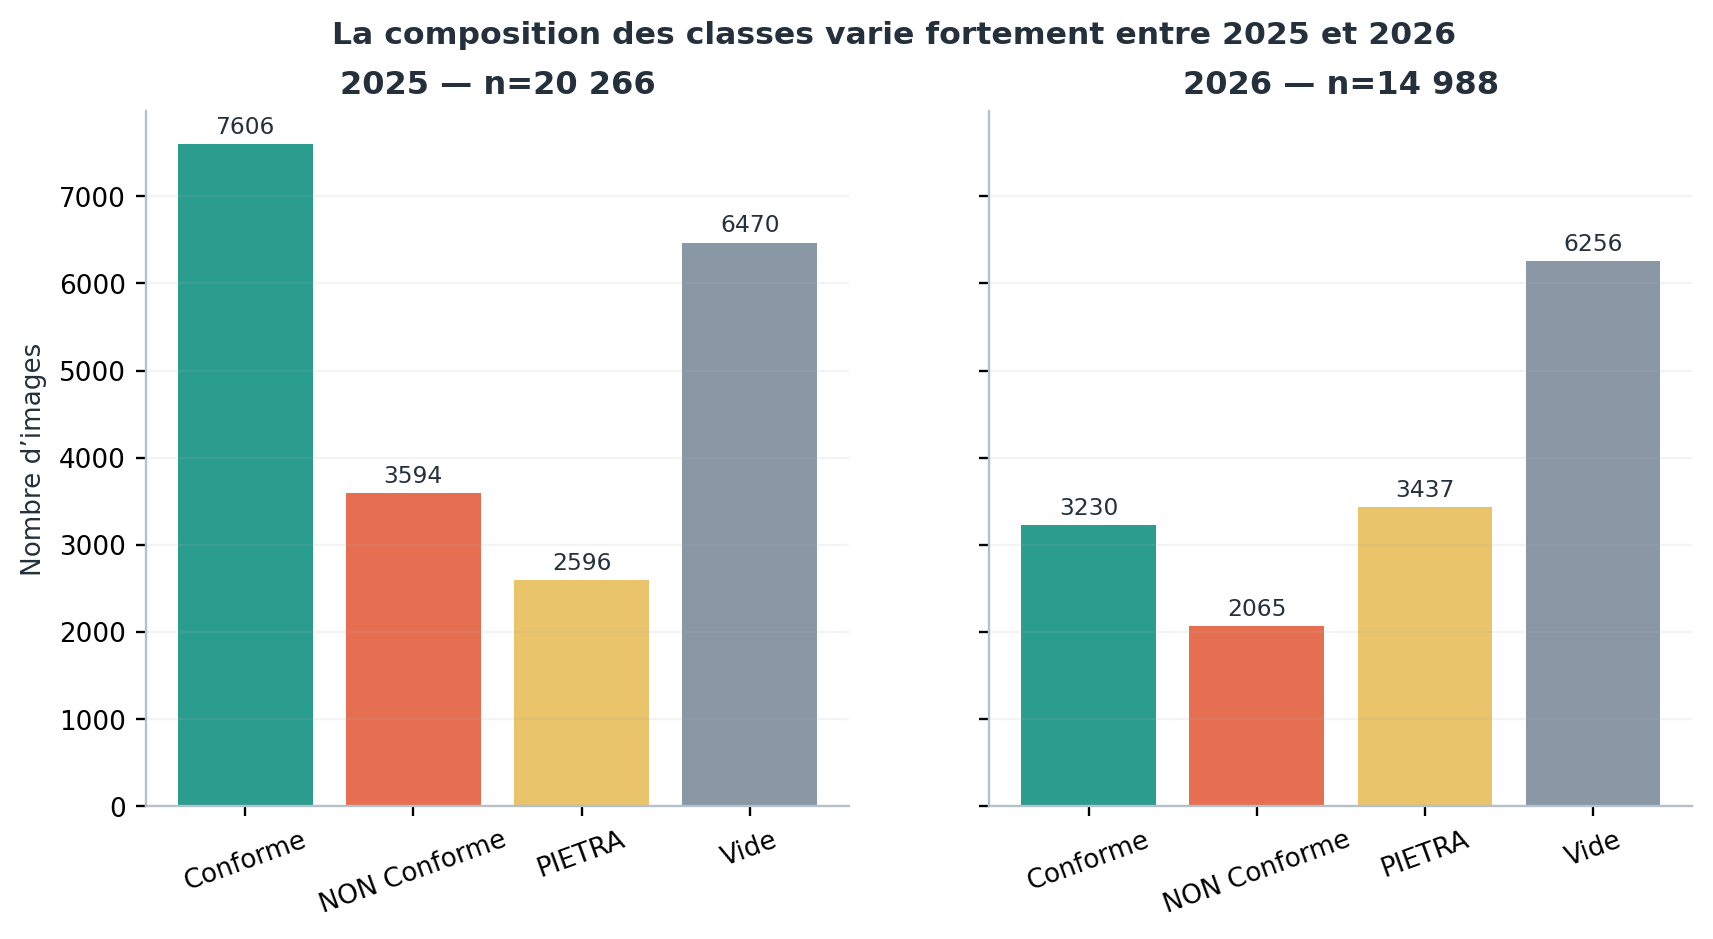 La composition des classes varie fortement entre 2025 et 2026
2025 — n=20 266
7606
3594
2596
6470
Nombre d’images
7000
6000
5000
4000
3000
2000
1000
0
Conforme
NON Conforme
PIETRA
Vide
2026 — n=14 988
3230
2065
3437
6256
Conforme
NON Conforme
PIETRA
Vide